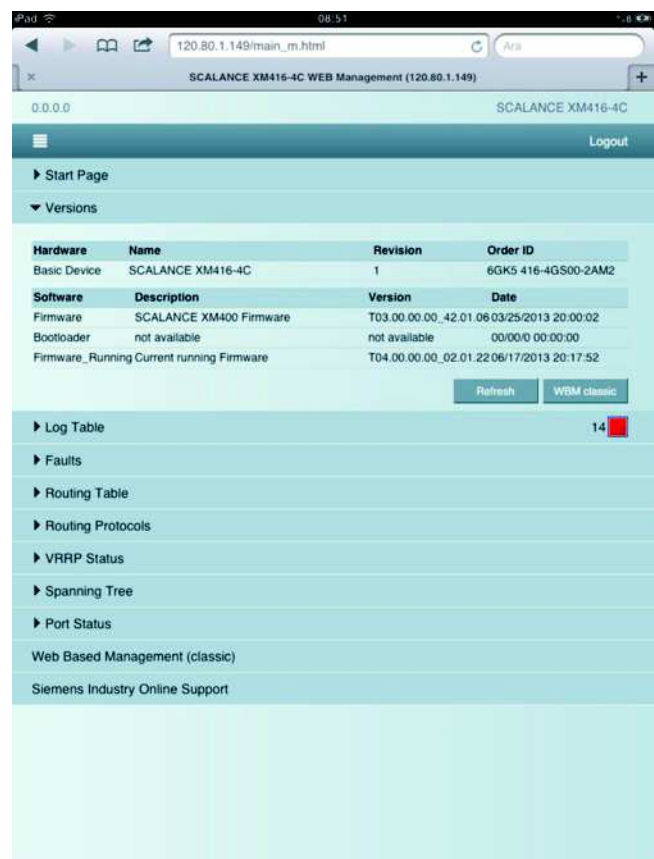 iPad 08:51
120.80.1.149/main_m.html Ara
SCALANCE XM416-4C WEB Management (120.80.1.149)
0.0.0.0 SCALANCE XM416-4C
Logout
Start Page
Versions
Hardware Name Revision Order ID
Basic Device SCALANCE XM416-4C 1 6GK5 416-4GS00-2AM2
Software Description Version Date
Firmware SCALANCE XM400 Firmware T03.00.00.00_42.01.06 03/25/2013 20:00:02
Bootloader not available not available 00/00/0 00:00:00
Firmware_Running Current running Firmware T04.00.00.00_02.01.22 06/17/2013 20:17:52
Refresh WBM classic
Log Table 14
Faults
Routing Table
Routing Protocols
VRRP Status
Spanning Tree
Port Status
Web Based Management (classic)
Siemens Industry Online Support